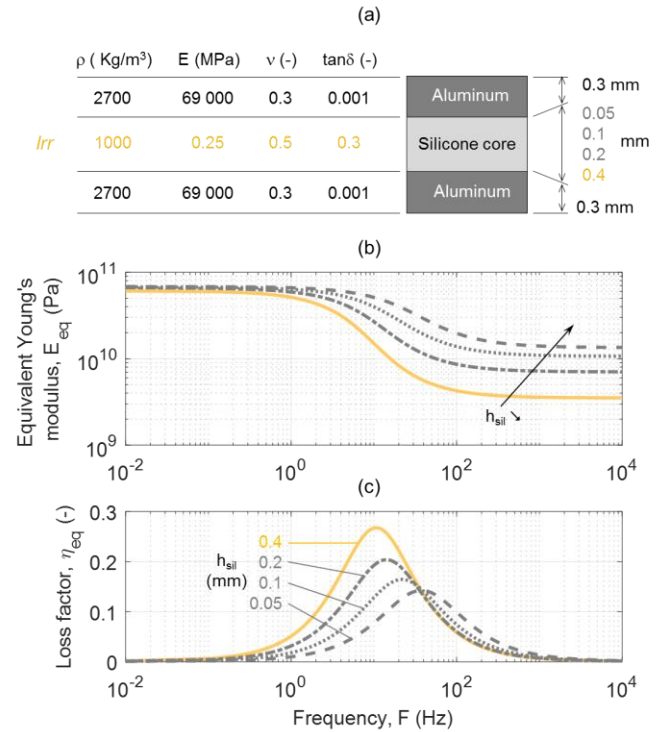 (a)
ρ ( Kg/m³) E (MPa) ν (-) tanδ (-)
2700 69 000 0.3 0.001 Aluminum 0.3 mm
Irr 1000 0.25 0.5 0.3 Silicone core 0.05
0.1
0.2
0.4
mm
2700 69 000 0.3 0.001 Aluminum 0.3 mm
(b)
Equivalent Young's
modulus, E_eq (Pa)
10¹¹
10¹⁰
10⁹
h_sil ↘
10⁻² 10⁰ 10² 10⁴
(c)
Loss factor, η_eq (-)
0.3
0.2
0.1
0
h_sil
(mm)
0.4
0.2
0.1
0.05
10⁻² 10⁰ 10² 10⁴
Frequency, F (Hz)